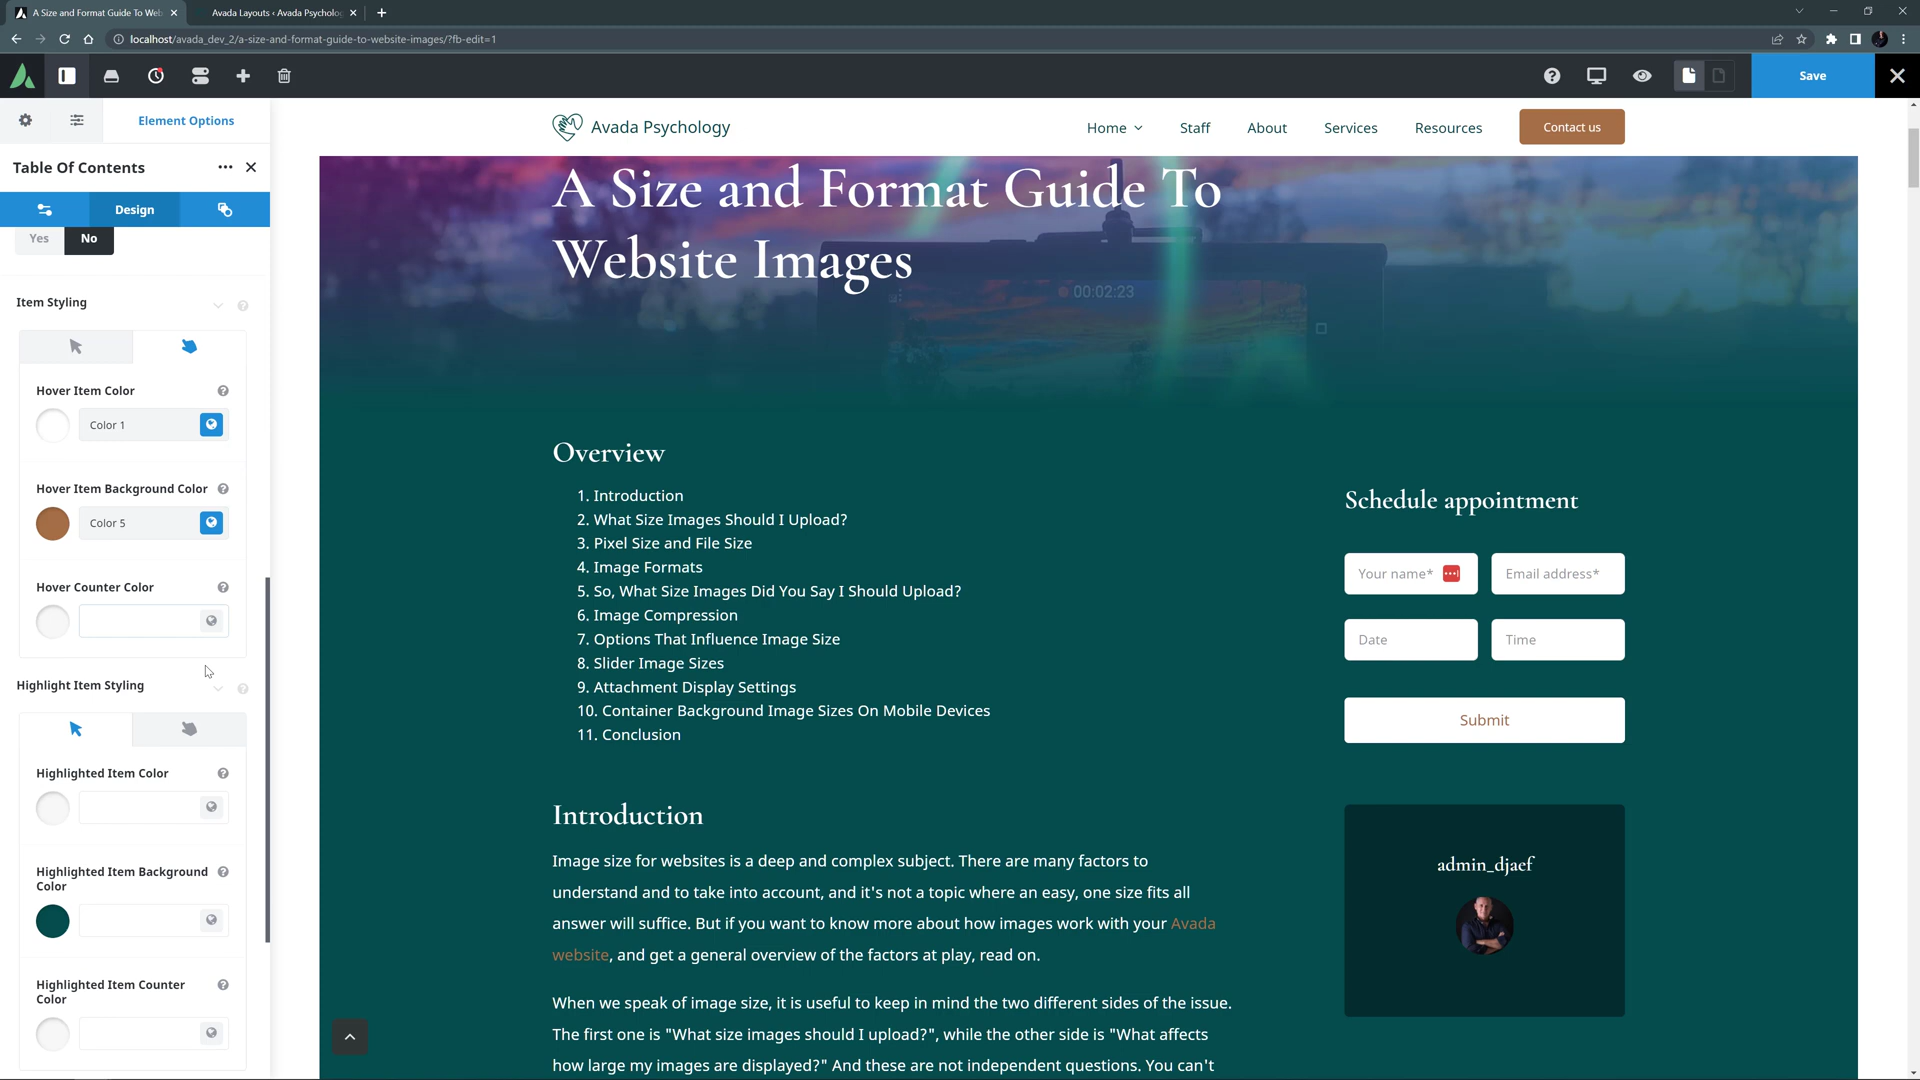 A Size and Format Guide To Web
Avada Layouts ‹ Avada Psycholog
localhost/avada_dev_2/a-size-and-format-guide-to-website-images/?fb-edit=1
Save
Element Options
Table Of Contents
Design
Yes
No
Item Styling
Hover Item Color
Color 1
Hover Item Background Color
Color 5
Hover Counter Color
Highlight Item Styling
Highlighted Item Color
Highlighted Item Background
Color
Highlighted Item Counter
Color
Avada Psychology
Home
Staff
About
Services
Resources
Contact us
A Size and Format Guide To
Website Images
00:02:23
Overview
1. Introduction
2. What Size Images Should I Upload?
3. Pixel Size and File Size
4. Image Formats
5. So, What Size Images Did You Say I Should Upload?
6. Image Compression
7. Options That Influence Image Size
8. Slider Image Sizes
9. Attachment Display Settings
10. Container Background Image Sizes On Mobile Devices
11. Conclusion
Introduction
Image size for websites is a deep and complex subject. There are many factors to
understand and to take into account, and it's not a topic where an easy, one size fits all
answer will suffice. But if you want to know more about how images work with your Avada
website, and get a general overview of the factors at play, read on.
When we speak of image size, it is useful to keep in mind the two different sides of the issue.
The first one is "What size images should I upload?", while the other side is "What affects
how large my images are displayed?" And these are not independent questions. You can't
Schedule appointment
Your name*
Email address*
Date
Time
Submit
admin_djaef